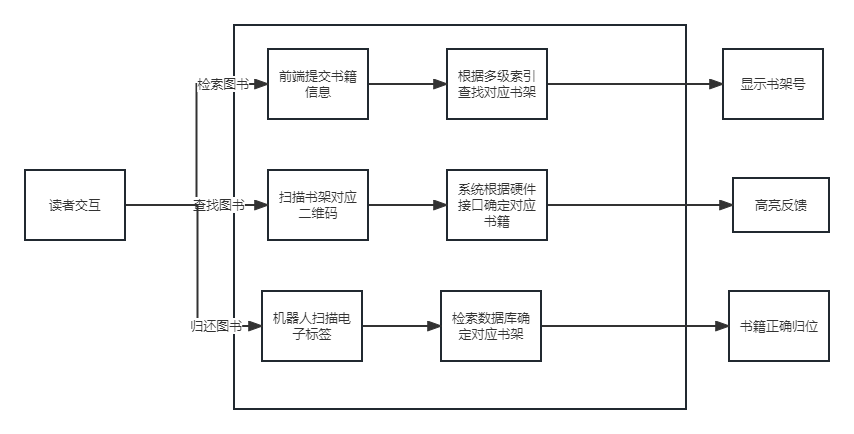 检索图书
前端提交书籍
信息
根据多级索引
查找对应书架
显示书架号
读者交互
查找图书
扫描书架对应
二维码
系统根据硬件
接口确定对应
书籍
高亮反馈
归还图书
机器人扫描电
子标签
检索数据库确
定对应书架
书籍正确归位